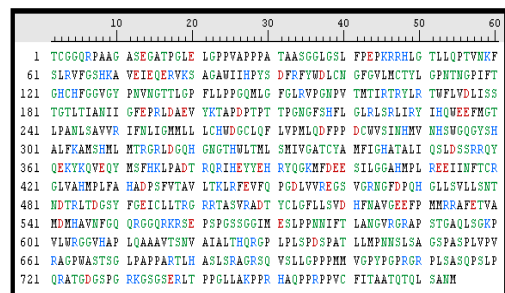 10 20 30 40 50 60
1 TCGGQRPAAG ASEGATPGLE LGPPVAPPPA TAASGGLGSL FPEPKRRHLG TLLQPTVNKF
61 SLRVFGSHKA VEIEQERVKS AGAWIIHPYS DFRFYWDLCN GFGVLMCTYL GPNTNGPIFT
121 GHCHFGGVGY PNVNGTTLGP FLLPPGQMLG FGLRVPGNPV TMTIRTRYLR TWFLVDLISS
181 TGTLTIANII GFEPRLDAEV YKTAPDPTPT TPGNGFSHFL GLRLSRLIRY IHQWEEFMGT
241 LPANLSAVVR IFNLIGMMLL LCHWDGCLQF LVPMLQDFPP DCWVSINHMV NHSWGQGYSH
301 ALFKAMSHML MTRGRLDGQH GNGTHWLTML SMIVGATCYA MFIGHATALI QSLDSSRRQY
361 QEKYKQVEQY MSFHKLPADT RQRIHEYYEH RYQGKMFDEE SILGGAHMPL REEIINFTCR
421 GLVAHMPLFA HADPSFVTAV LTKLRFEVFQ PGDLVVREGS VGRNGFDPQH GLLSVLLSNT
481 NDTRLTDGSY FGEICLLTRG RRTASVRADT YCLGFLLSVD HFNAVGEEFP MMRRAFETVA
541 MDMHAVNFGQ QRGGQRKRSE PSPGSSGGIM ESLPPNNIFT LANGVRGRAP STGAQLSGKP
601 VLWRGGVHAP LQAAAVTSNV AIALTHQRGP LPLSPDSPAT LLMPNNSLSA GSPASPLVPV
661 RAGPWASTSG LPAPPARTLH ASLSRAGRSQ VSLLGPPPMM VGPYPGPRGR PLSASQPSLP
721 QRATGDGSPG RKGSGSERLT PPGLLAKPPR HAQPPRPPVC FITAATQTQL SANM